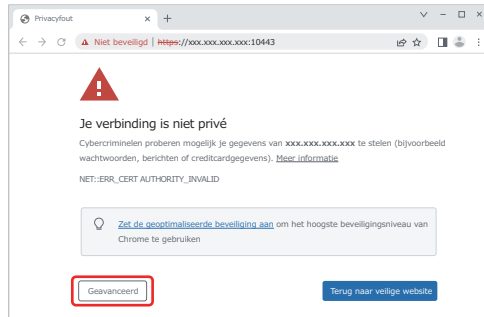 Privacyfout
Niet beveiligd | https://xxx.xxx.xxx.xxx:10443
Je verbinding is niet privé
Cybercriminelen proberen mogelijk je gegevens van xxx.xxx.xxx.xxx te stelen (bijvoorbeeld
wachtwoorden, berichten of creditcardgegevens). Meer informatie
NET::ERR_CERT AUTHORITY_INVALID
Zet de geoptimaliseerde beveiliging aan om het hoogste beveiligingsniveau van
Chrome te gebruiken
Geavanceerd
Terug naar veilige website